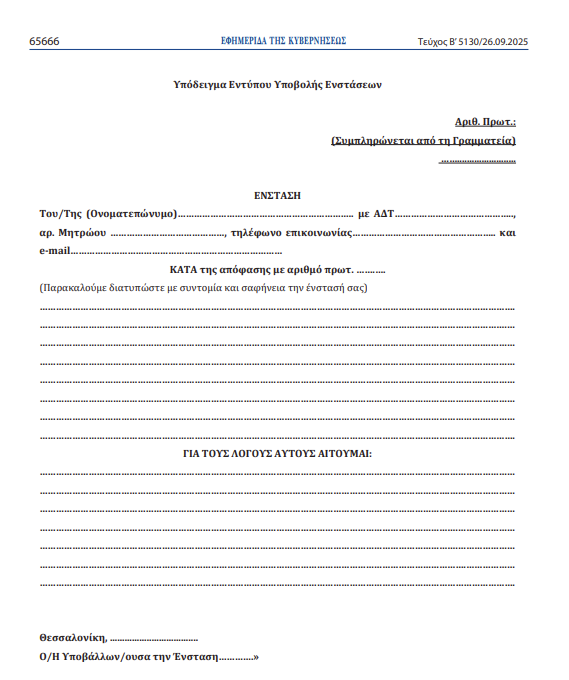 65666 ΕΦΗΜΕΡΙΔΑ ΤΗΣ ΚΥΒΕΡΝΗΣΕΩΣ Τεύχος Β’ 5130/26.09.2025
Υπόδειγμα Εντύπου Υποβολής Ενστάσεων
Αριθ. Πρωτ.:
(Συμπληρώνεται από τη Γραμματεία)
………………………
ΕΝΣΤΑΣΗ
Του/Της (Ονοματεπώνυμο)…………………………………………………… με ΑΔΤ…………………………………..,
αρ. Μητρώου …………………………………, τηλέφωνο επικοινωνίας………………………………………….. και
e-mail………………………………………………………………
ΚΑΤΑ της απόφασης με αριθμό πρωτ. ……….
(Παρακαλούμε διατυπώστε με συντομία και σαφήνεια την ένστασή σας)
……………………………………………………………………………………………………………………………………………
……………………………………………………………………………………………………………………………………………
……………………………………………………………………………………………………………………………………………
……………………………………………………………………………………………………………………………………………
……………………………………………………………………………………………………………………………………………
……………………………………………………………………………………………………………………………………………
……………………………………………………………………………………………………………………………………………
……………………………………………………………………………………………………………………………………………
ΓΙΑ ΤΟΥΣ ΛΟΓΟΥΣ ΑΥΤΟΥΣ ΑΙΤΟΥΜΑΙ:
……………………………………………………………………………………………………………………………………………
……………………………………………………………………………………………………………………………………………
……………………………………………………………………………………………………………………………………………
……………………………………………………………………………………………………………………………………………
……………………………………………………………………………………………………………………………………………
……………………………………………………………………………………………………………………………………………
……………………………………………………………………………………………………………………………………………
Θεσσαλονίκη, ……………………………..
Ο/Η Υποβάλλων/ουσα την Ένσταση………….»